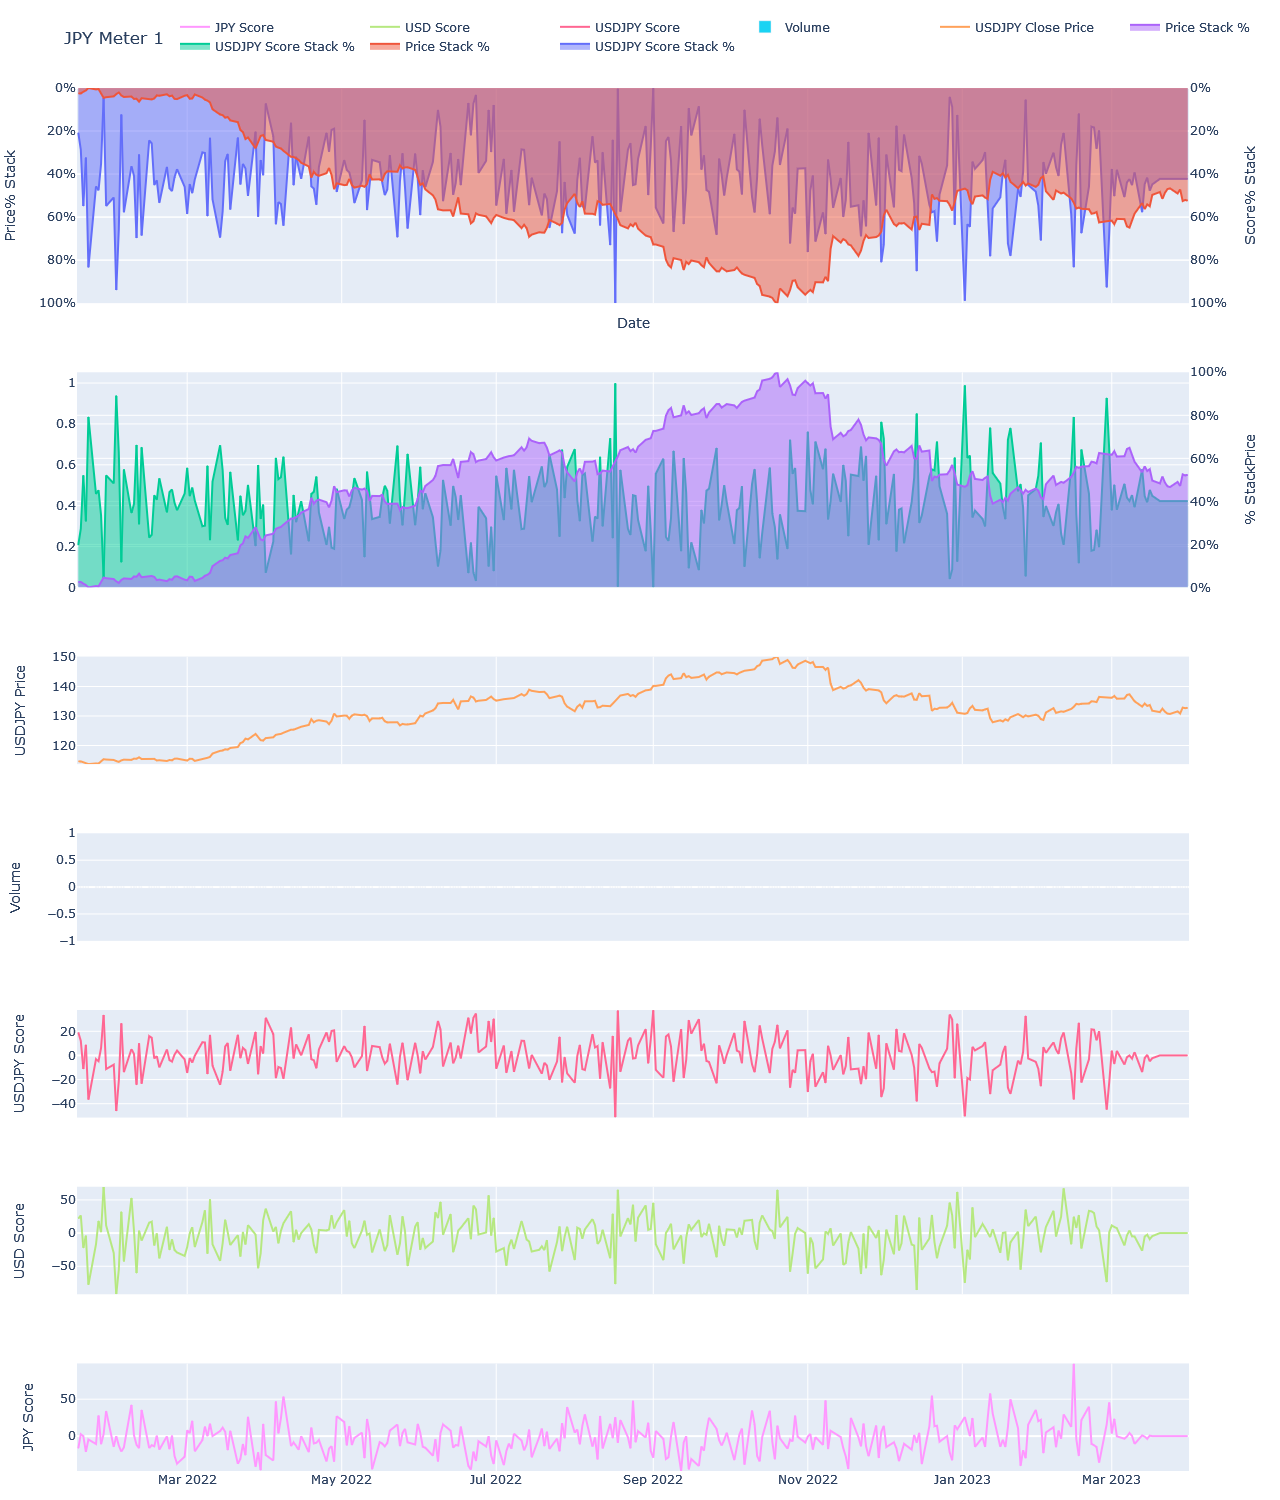 JPY Meter 1
JPY Score
USD Score
USDJPY Score
Volume
USDJPY Close Price
Price Stack %
USDJPY Score Stack %
Price Stack %
USDJPY Score Stack %
Price% Stack
0%
20%
40%
60%
80%
100%
0%
20%
40%
60%
80%
100%
Score% Stack
Date
1
0.8
0.6
0.4
0.2
0
100%
80%
60%
40%
20%
0%
% StackPrice
USDJPY Price
150
140
130
120
Volume
1
0.5
0
−0.5
−1
USDJPY Score
20
0
−20
−40
USD Score
50
0
−50
JPY Score
50
0
Mar 2022
May 2022
Jul 2022
Sep 2022
Nov 2022
Jan 2023
Mar 2023